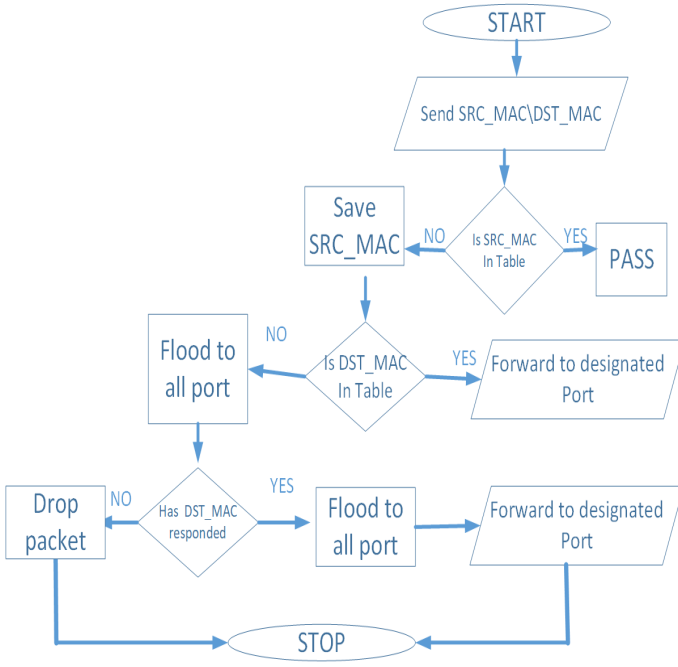 START
Send SRC_MAC\DST_MAC
Save
SRC_MAC
NO
Is SRC_MAC
In Table
YES
PASS
NO
Flood to
all port
Is DST_MAC
In Table
YES
Forward to designated
Port
Drop
packet
NO
Has DST_MAC
responded
YES
Flood to
all port
Forward to designated
Port
STOP